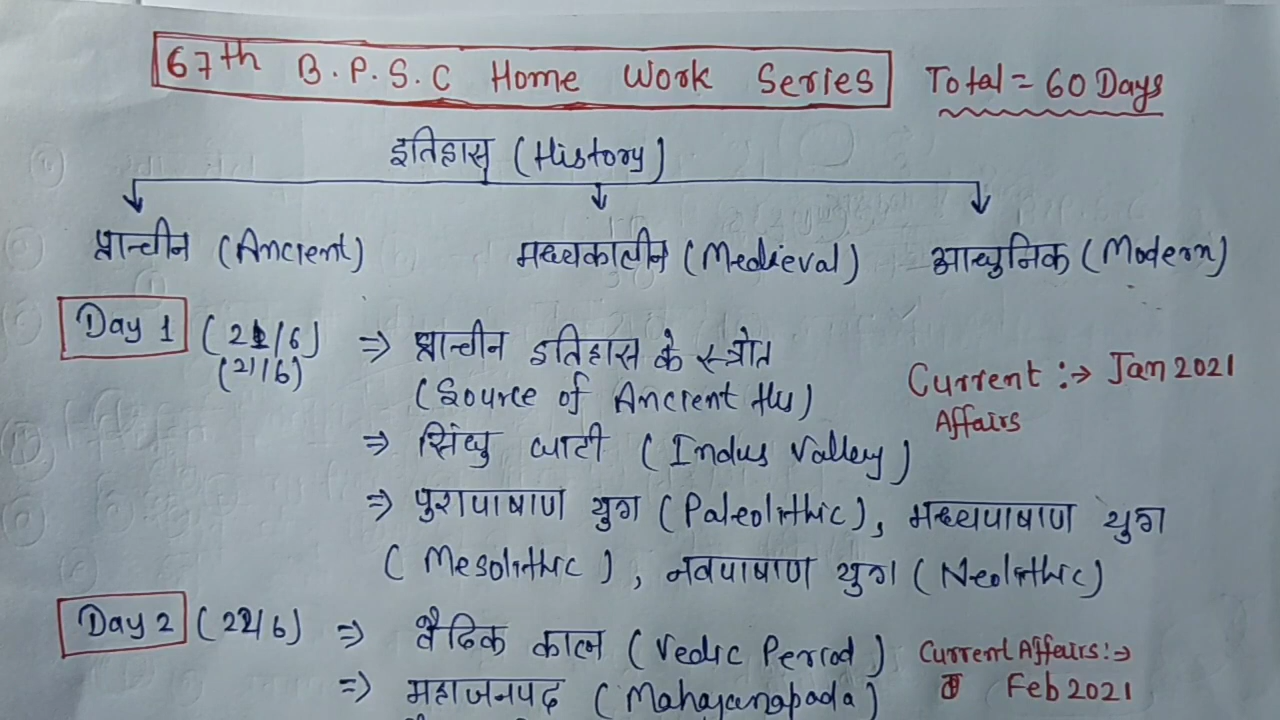 67th B.P.S.C Home Work Series Total = 60 Days
इतिहास (History)
प्राचीन (Ancient) मध्यकालीन (Medieval) आधुनिक (Modern)
Day 1 (21/6) ⇒ प्राचीन इतिहास के स्त्रोत
(21/6) (Source of Ancient His) Current :→ Jan 2021
Affairs
⇒ सिंधु घाटी (Indus Valley)
⇒ पुरापाषाण युग (Paleolithic), मध्यपाषाण युग
(Mesolithic), नवपाषाण युग (Neolithic)
Day 2 (22/6) ⇒ वैदिक काल (Vedic Period) Current Affairs :→
⇒ महाजनपद (Mahajanapada) Feb 2021